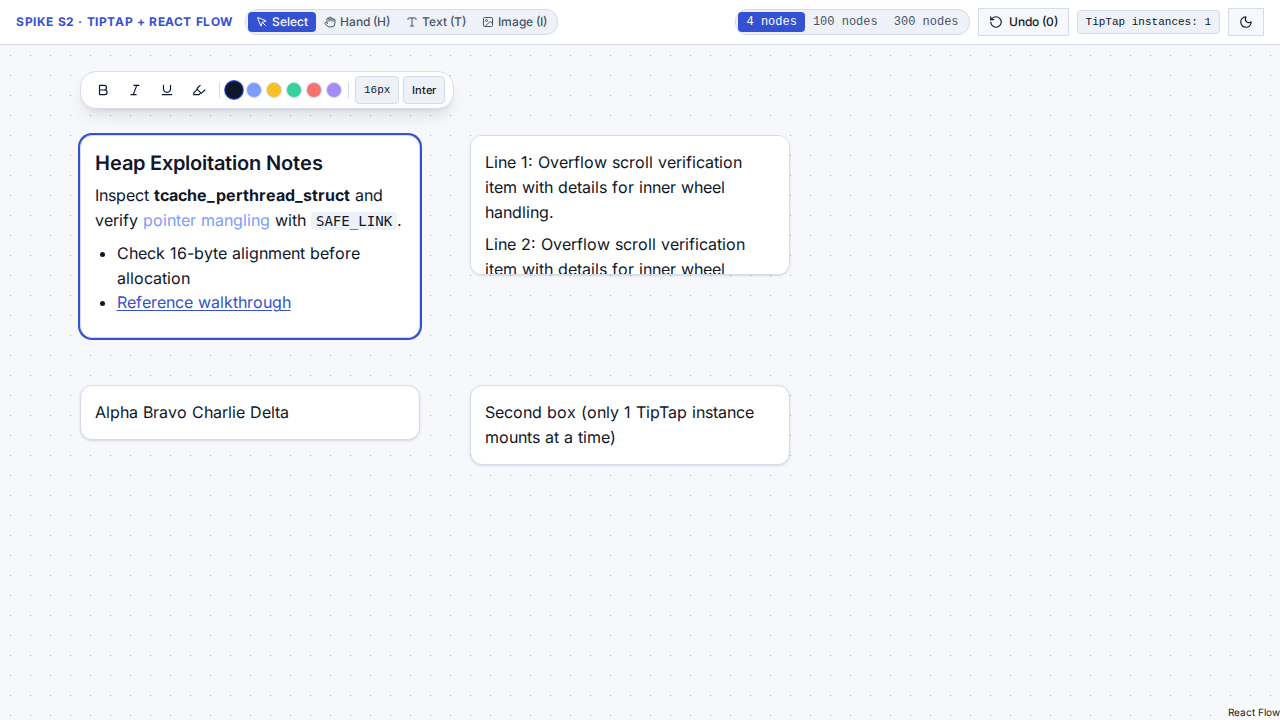 SPIKE S2 · TIPTAP + REACT FLOW
Select
Hand (H)
Text (T)
Image (I)
4 nodes
100 nodes
300 nodes
Undo (0)
TipTap instances: 1
B I U
16px
Inter
Heap Exploitation Notes
Inspect tcache_perthread_struct and
verify pointer mangling with SAFE_LINK.
• Check 16-byte alignment before
allocation
• Reference walkthrough
Line 1: Overflow scroll verification
item with details for inner wheel
handling.
Line 2: Overflow scroll verification
item with details for inner wheel
Alpha Bravo Charlie Delta
Second box (only 1 TipTap instance
mounts at a time)
React Flow